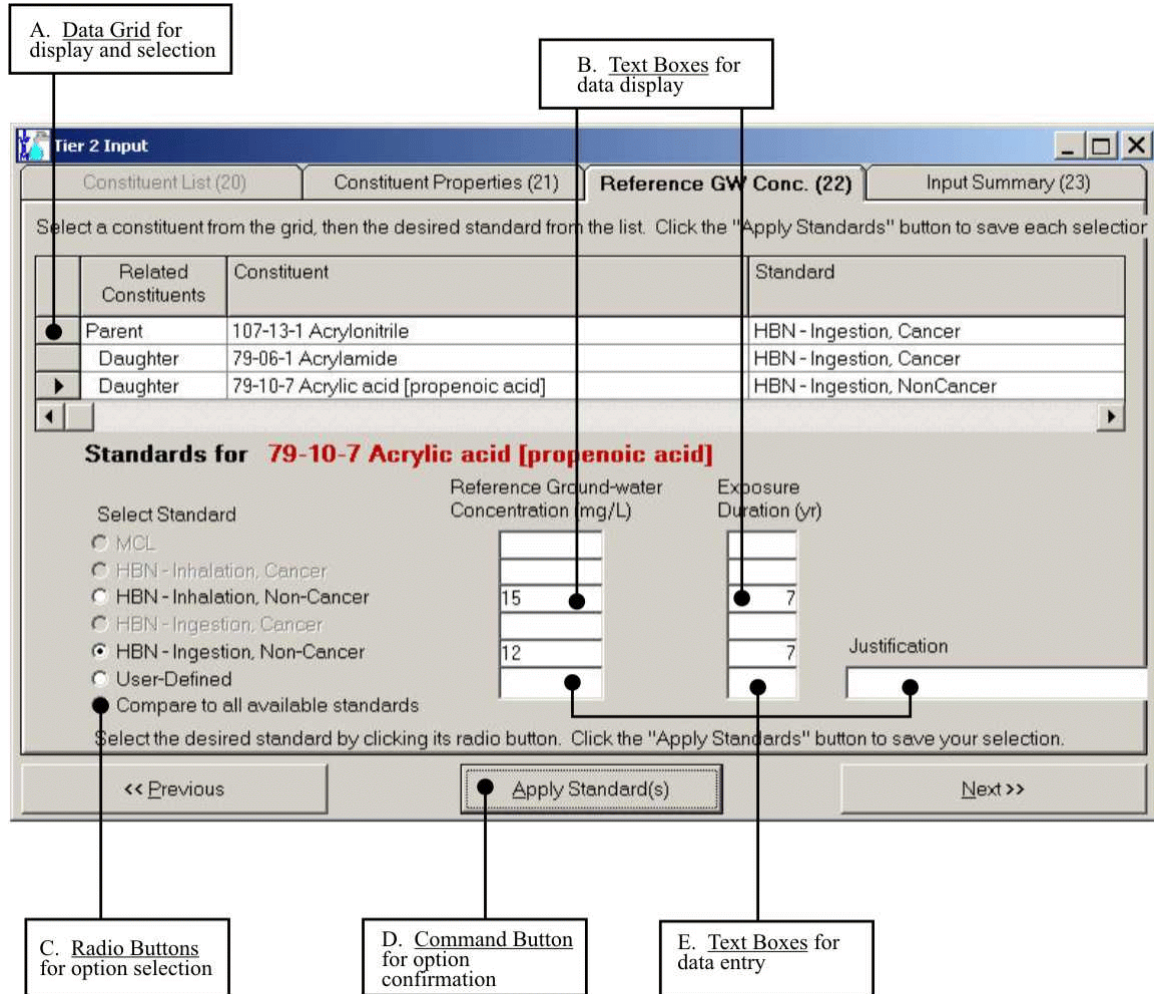 A. Data Grid for
display and selection
B. Text Boxes for
data display
Tier 2 Input
Constituent List (20)
Constituent Properties (21)
Reference GW Conc. (22)
Input Summary (23)
Select a constituent from the grid, then the desired standard from the list. Click the "Apply Standards" button to save each selection
Related
Constituents
Constituent
Standard
Parent 107-13-1 Acrylonitrile HBN - Ingestion, Cancer
Daughter 79-06-1 Acrylamide HBN - Ingestion, Cancer
Daughter 79-10-7 Acrylic acid [propenoic acid] HBN - Ingestion, NonCancer
Standards for 79-10-7 Acrylic acid [propenoic acid]
Select Standard
Reference Ground-water
Concentration (mg/L)
Exposure
Duration (yr)
MCL
HBN - Inhalation, Cancer
HBN - Inhalation, Non-Cancer 15 7
HBN - Ingestion, Cancer
HBN - Ingestion, Non-Cancer 12 7
Justification
User-Defined
Compare to all available standards
Select the desired standard by clicking its radio button. Click the "Apply Standards" button to save your selection.
<< Previous
Apply Standard(s)
Next >>
C. Radio Buttons
for option selection
D. Command Button
for option
confirmation
E. Text Boxes for
data entry